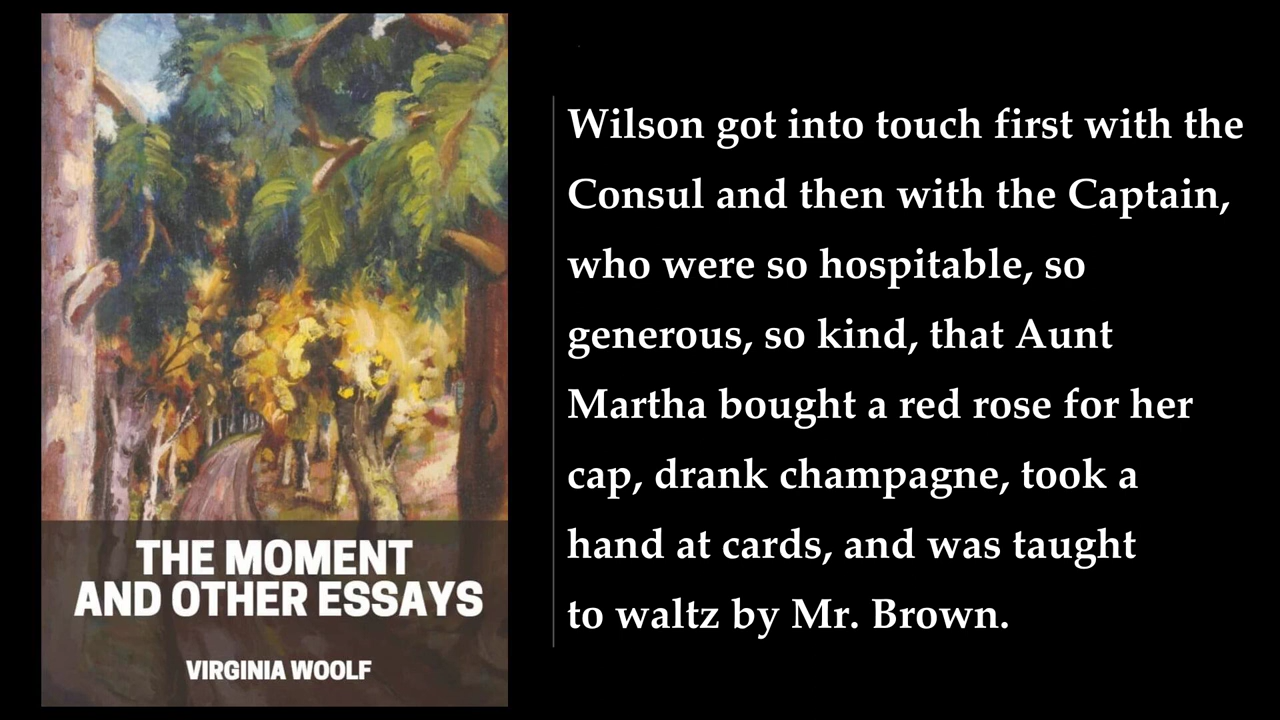 THE MOMENT
AND OTHER ESSAYS
VIRGINIA WOOLF
Wilson got into touch first with the
Consul and then with the Captain,
who were so hospitable, so
generous, so kind, that Aunt
Martha bought a red rose for her
cap, drank champagne, took a
hand at cards, and was taught
to waltz by Mr. Brown.